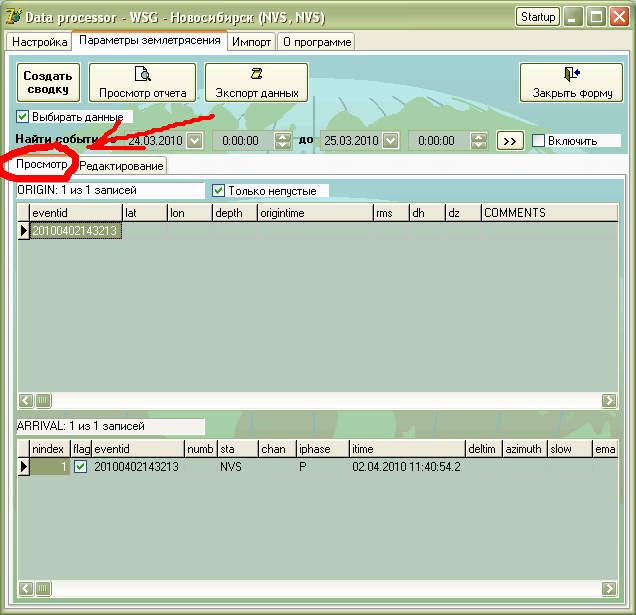 Data processor - WSG - Новосибирск (NVS, NVS) Startup
Настройка Параметры землетрясения Импорт О программе
Создать сводку Просмотр отчета Экспорт данных Закрыть форму
Выбирать данные
Найти событи 24.03.2010 0:00:00 до 25.03.2010 0:00:00 >> Включить
Просмотр Редактирование
ORIGIN: 1 из 1 записей Только непустые
eventid lat lon depth origintime rms dh dz COMMENTS
20100402143213
ARRIVAL: 1 из 1 записей
nindex flag eventid numb sta chan iphase itime deltim azimuth slow ema
1 20100402143213 NVS P 02.04.2010 11:40:54.2